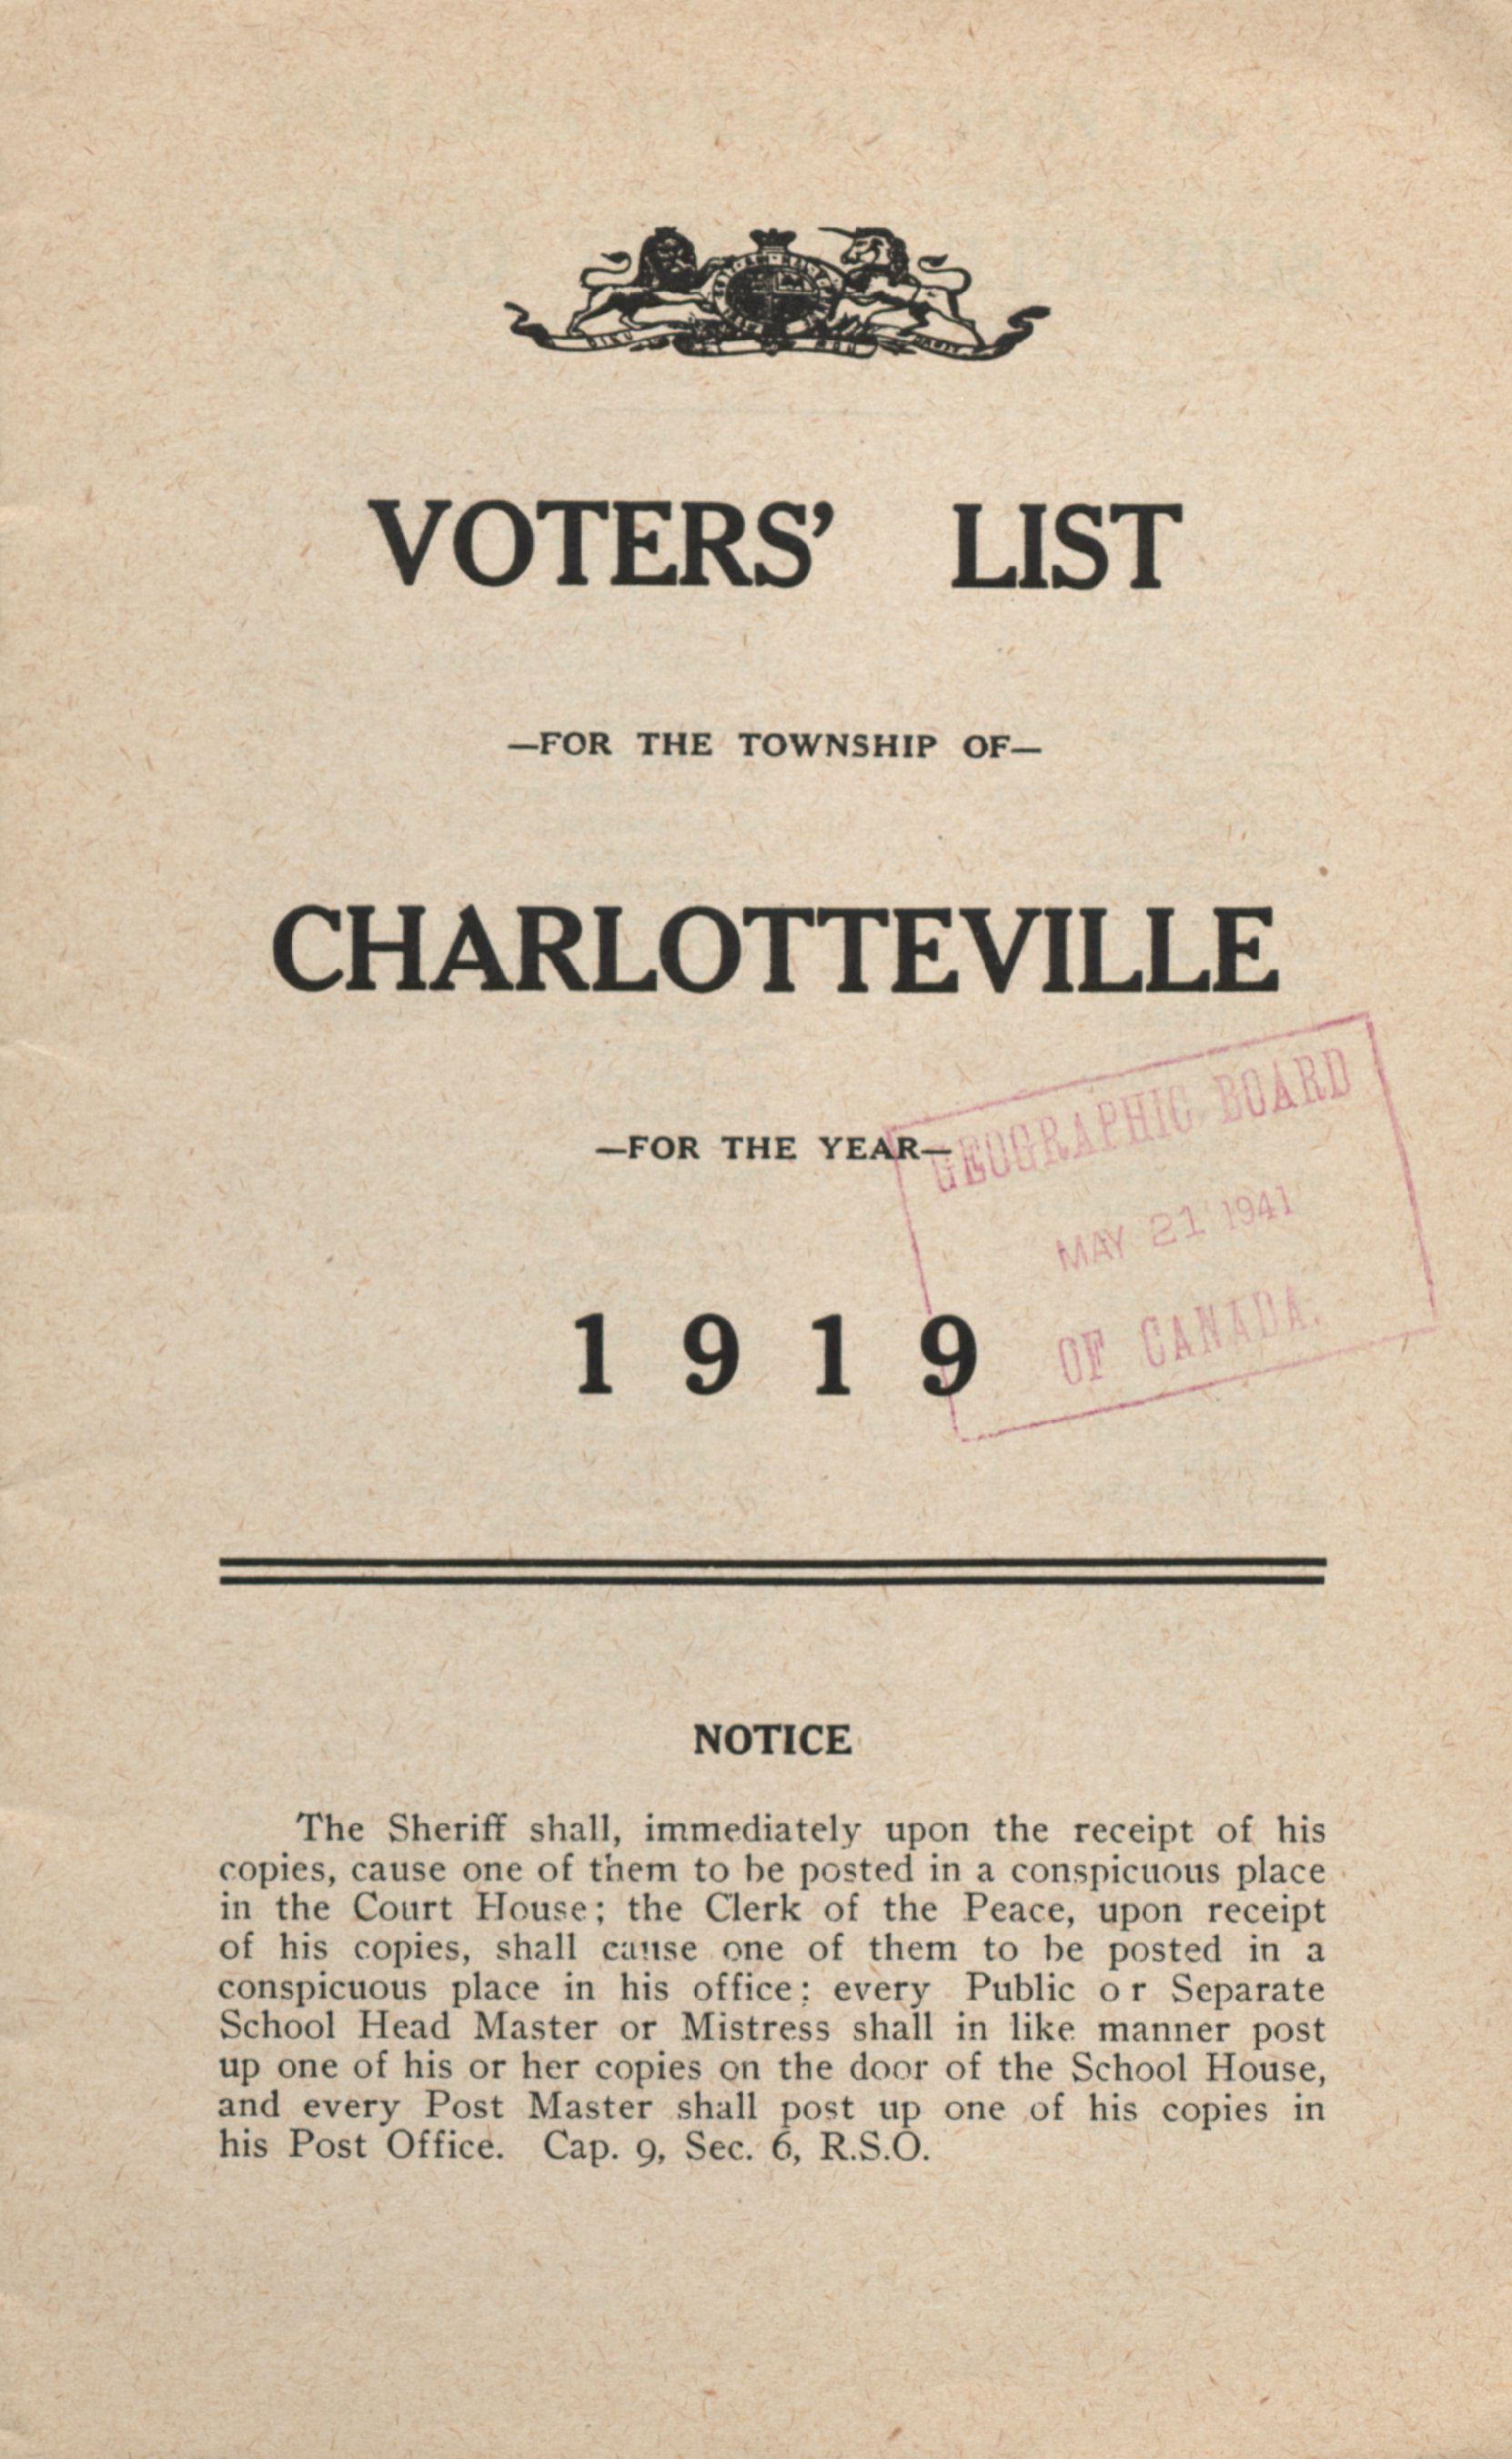 VOTERS' LIST
—FOR THE TOWNSHIP OF—
CHARLOTTEVILLE
—FOR THE YEAR—
GEOGRAPHIC BOARD
MAY 21 1941
OF CANADA.
1919
NOTICE
The Sheriff shall, immediately upon the receipt of his
copies, cause one of them to be posted in a conspicuous place
in the Court House; the Clerk of the Peace, upon receipt
of his copies, shall cause one of them to be posted in a
conspicuous place in his office; every Public or Separate
School Head Master or Mistress shall in like manner post
up one of his or her copies on the door of the School House,
and every Post Master shall post up one of his copies in
his Post Office. Cap. 9, Sec. 6, R.S.O.